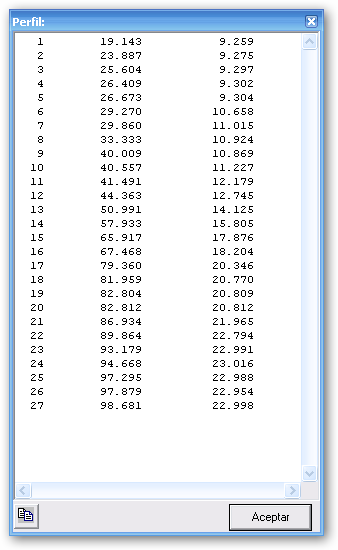 Perfil:
1 19.143 9.259
2 23.887 9.275
3 25.604 9.297
4 26.409 9.302
5 26.673 9.304
6 29.270 10.658
7 29.860 11.015
8 33.333 10.924
9 40.009 10.869
10 40.557 11.227
11 41.491 12.179
12 44.363 12.745
13 50.991 14.125
14 57.933 15.805
15 65.917 17.876
16 67.468 18.204
17 79.360 20.346
18 81.959 20.770
19 82.804 20.809
20 82.812 20.812
21 86.934 21.965
22 89.864 22.794
23 93.179 22.991
24 94.668 23.016
25 97.295 22.988
26 97.879 22.954
27 98.681 22.998
Aceptar